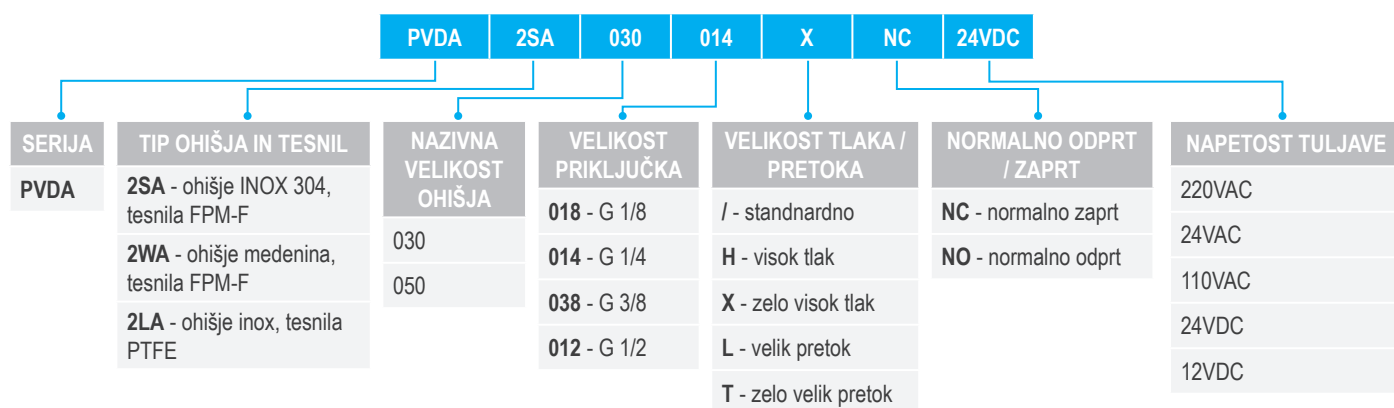 PVDA 2SA 030 014 X NC 24VDC
SERIJA
PVDA
TIP OHIŠJA IN TESNIL
2SA - ohišje INOX 304,
tesnila FPM-F
2WA - ohišje medenina,
tesnila FPM-F
2LA - ohišje inox, tesnila
PTFE
NAZIVNA
VELIKOST
OHIŠJA
030
050
VELIKOST
PRIKLJUČKA
018 - G 1/8
014 - G 1/4
038 - G 3/8
012 - G 1/2
VELIKOST TLAKA /
PRETOKA
/ - standnardno
H - visok tlak
X - zelo visok tlak
L - velik pretok
T - zelo velik pretok
NORMALNO ODPRT
/ ZAPRT
NC - normalno zaprt
NO - normalno odprt
NAPETOST TULJAVE
220VAC
24VAC
110VAC
24VDC
12VDC